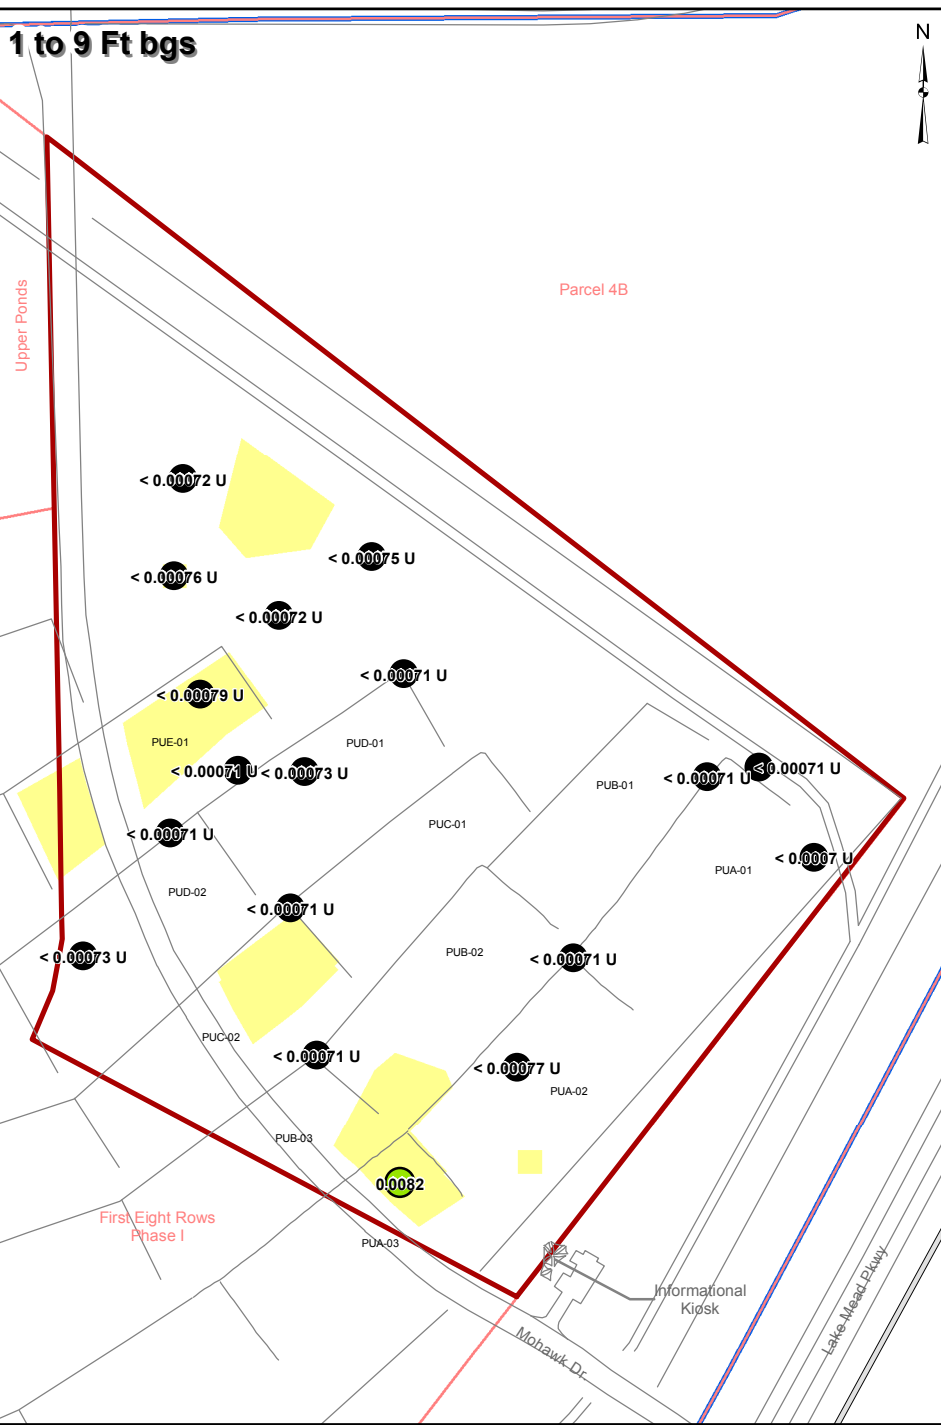 1 to 9 Ft bgs
N
Parcel 4B
Upper Ponds
< 0.00072 U
< 0.00075 U
< 0.00076 U
< 0.00072 U
< 0.00071 U
< 0.00079 U
PUE-01
PUD-01
< 0.00071 U
< 0.00073 U
< 0.00071 U
< 0.00071 U
PUB-01
PUC-01
< 0.00071 U
PUA-01
< 0.0007 U
PUD-02
< 0.00071 U
PUB-02
< 0.00073 U
< 0.00071 U
PUC-02
< 0.00071 U
< 0.00077 U
PUA-02
PUB-03
0.0082
First Eight Rows
Phase I
PUA-03
Informational
Kiosk
Mohawk Dr.
Lake Mead Pkwy